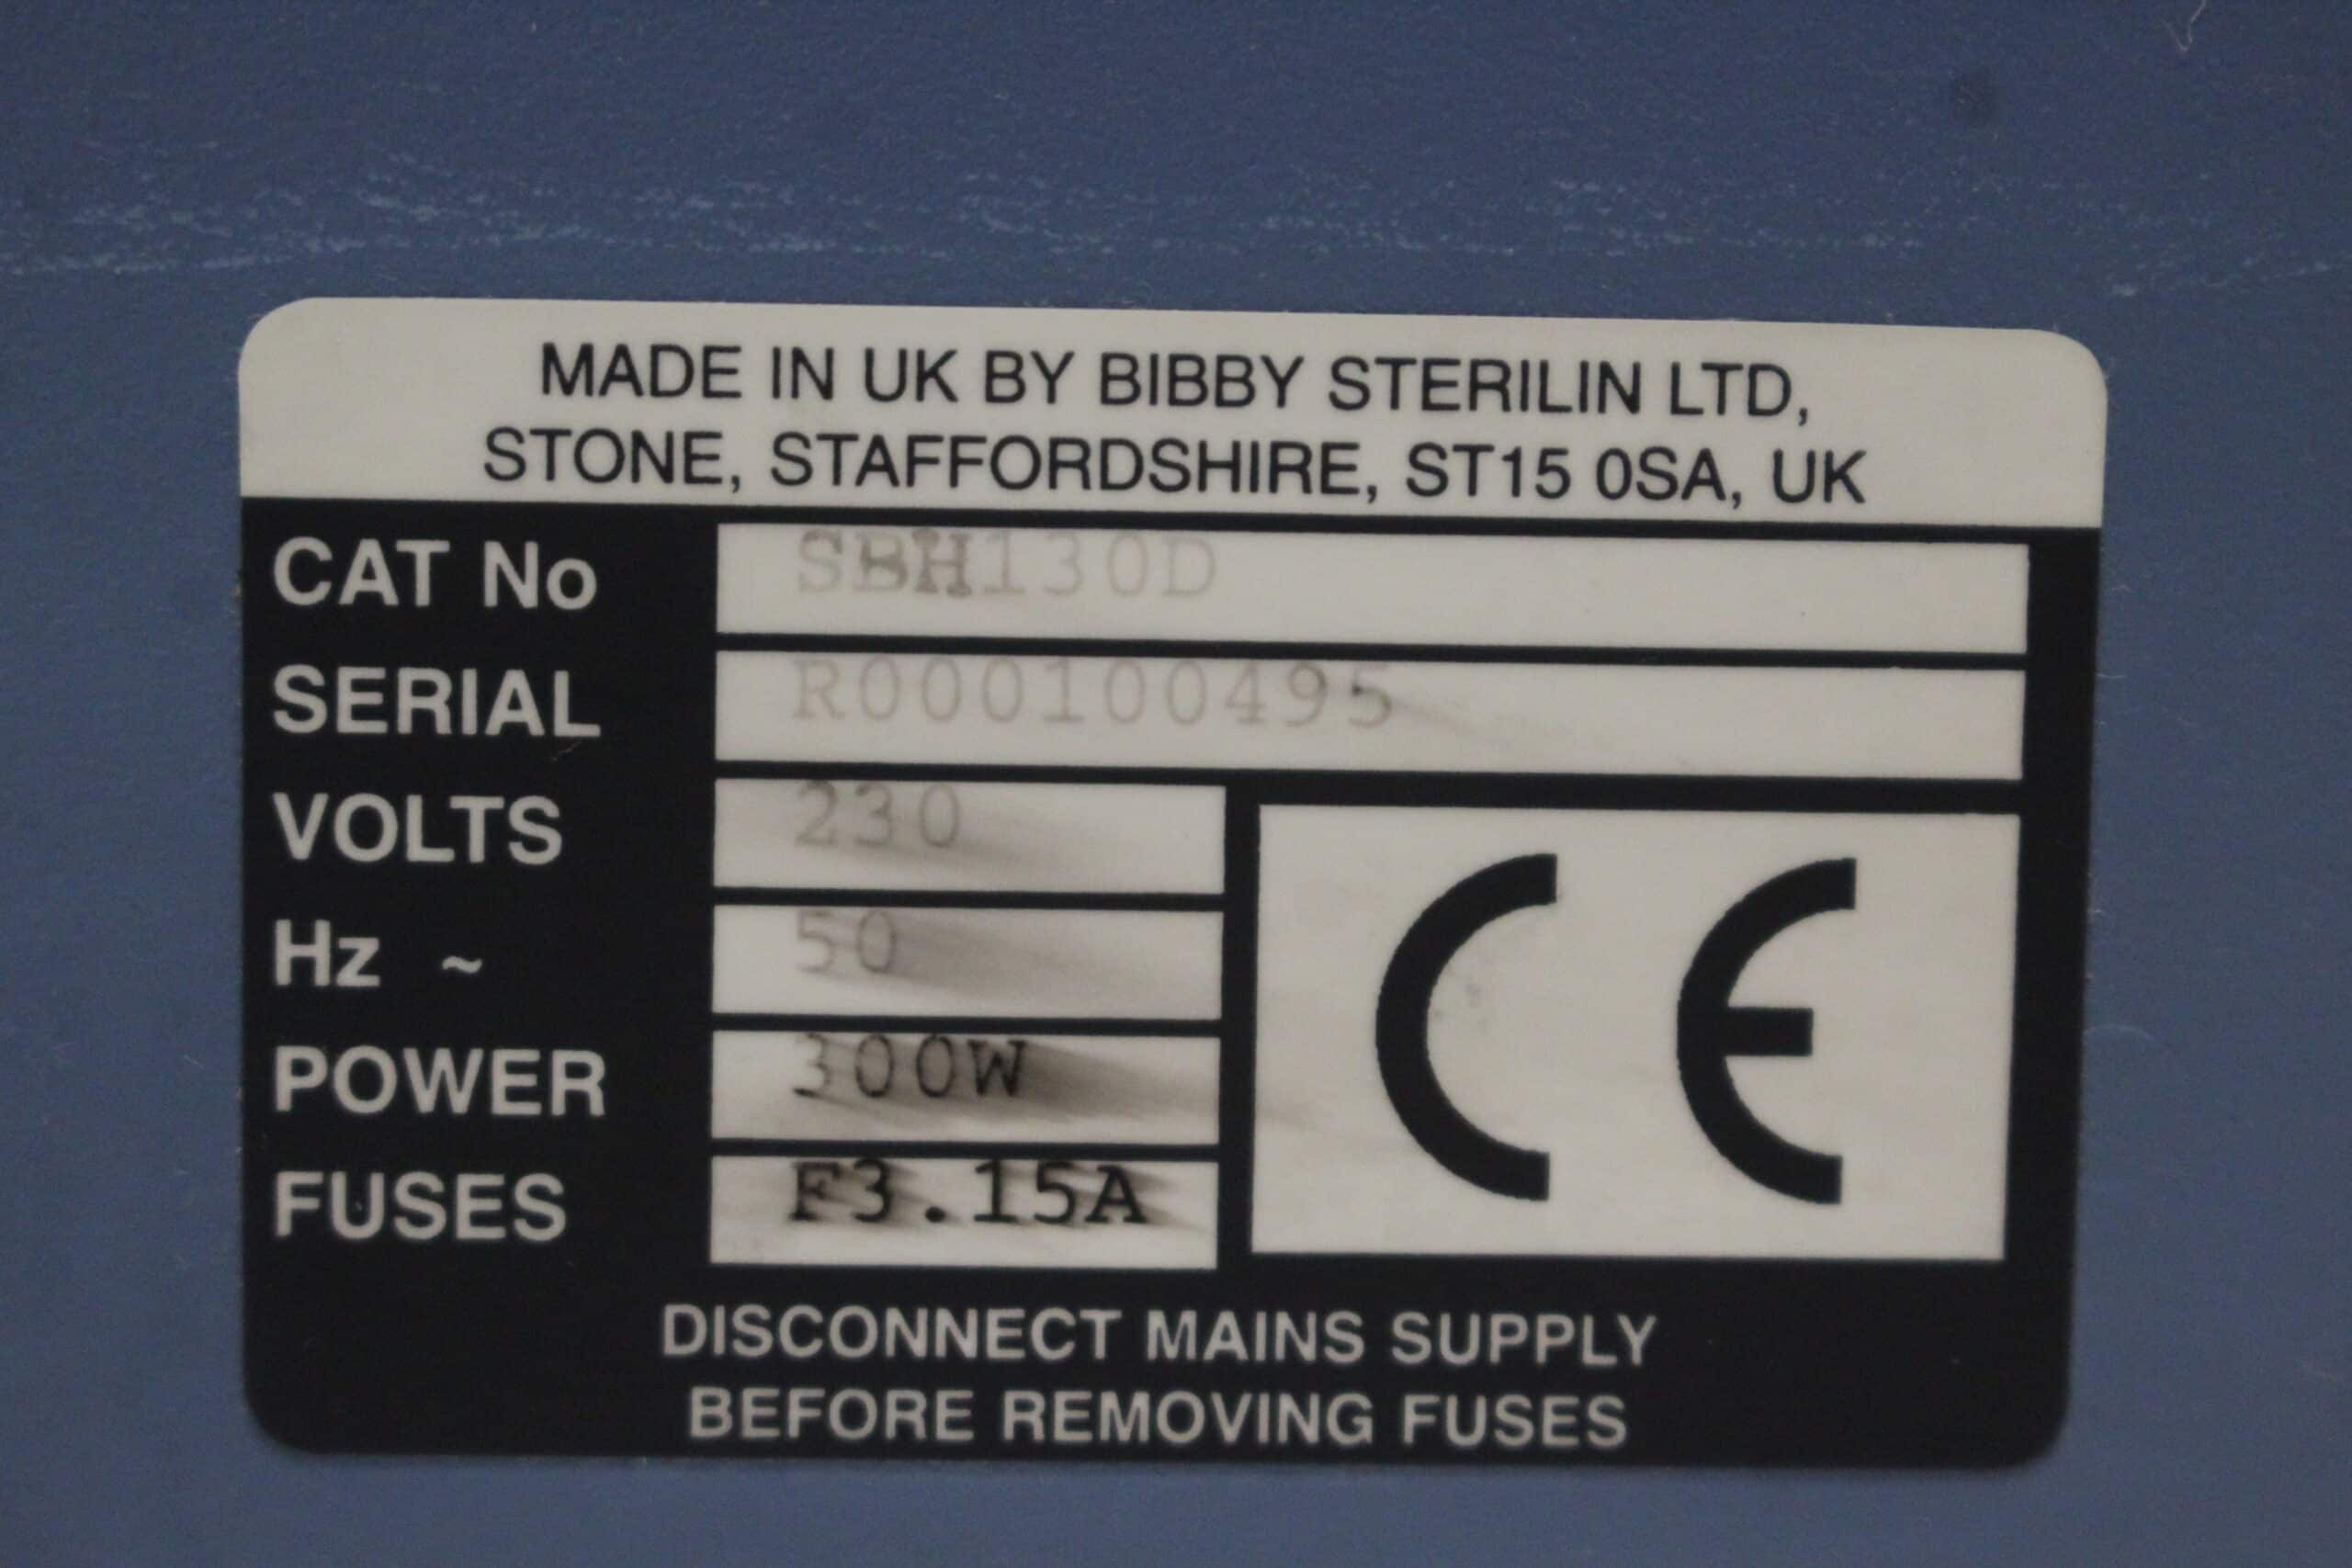 MADE IN UK BY BIBBY STERILIN LTD,
STONE, STAFFORDSHIRE, ST15 0SA, UK
CAT No SBH130D
SERIAL R000100495
VOLTS 230
Hz ~ 50
POWER 300W
FUSES F3.15A
CE
DISCONNECT MAINS SUPPLY
BEFORE REMOVING FUSES